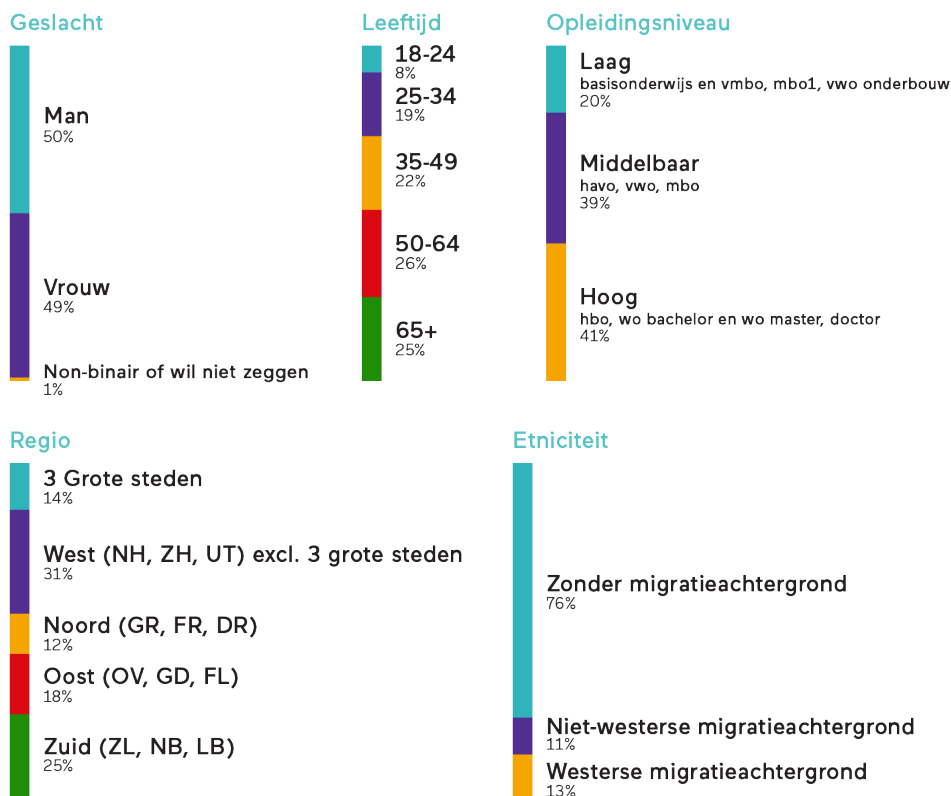 Geslacht
Man
50%
Vrouw
49%
Non-binair of wil niet zeggen
1%
Leeftijd
18-24
8%
25-34
19%
35-49
22%
50-64
26%
65+
25%
Opleidingsniveau
Laag
basisonderwijs en vmbo, mbo1, vwo onderbouw
20%
Middelbaar
havo, vwo, mbo
39%
Hoog
hbo, wo bachelor en wo master, doctor
41%
Regio
3 Grote steden
14%
West (NH, ZH, UT) excl. 3 grote steden
31%
Noord (GR, FR, DR)
12%
Oost (OV, GD, FL)
18%
Zuid (ZL, NB, LB)
25%
Etniciteit
Zonder migratieachtergrond
76%
Niet-westerse migratieachtergrond
11%
Westerse migratieachtergrond
13%